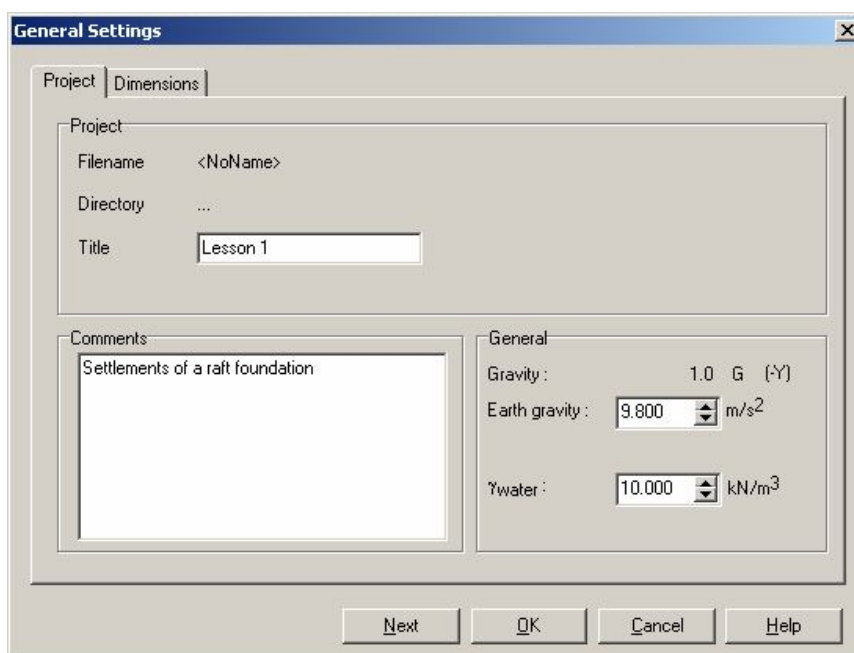 General Settings
Project Dimensions
Project
Filename <NoName>
Directory ...
Title Lesson 1
Comments
Settlements of a raft foundation
General
Gravity : 1.0 G (-Y)
Earth gravity : 9.800 m/s²
γwater : 10.000 kN/m³
Next OK Cancel Help